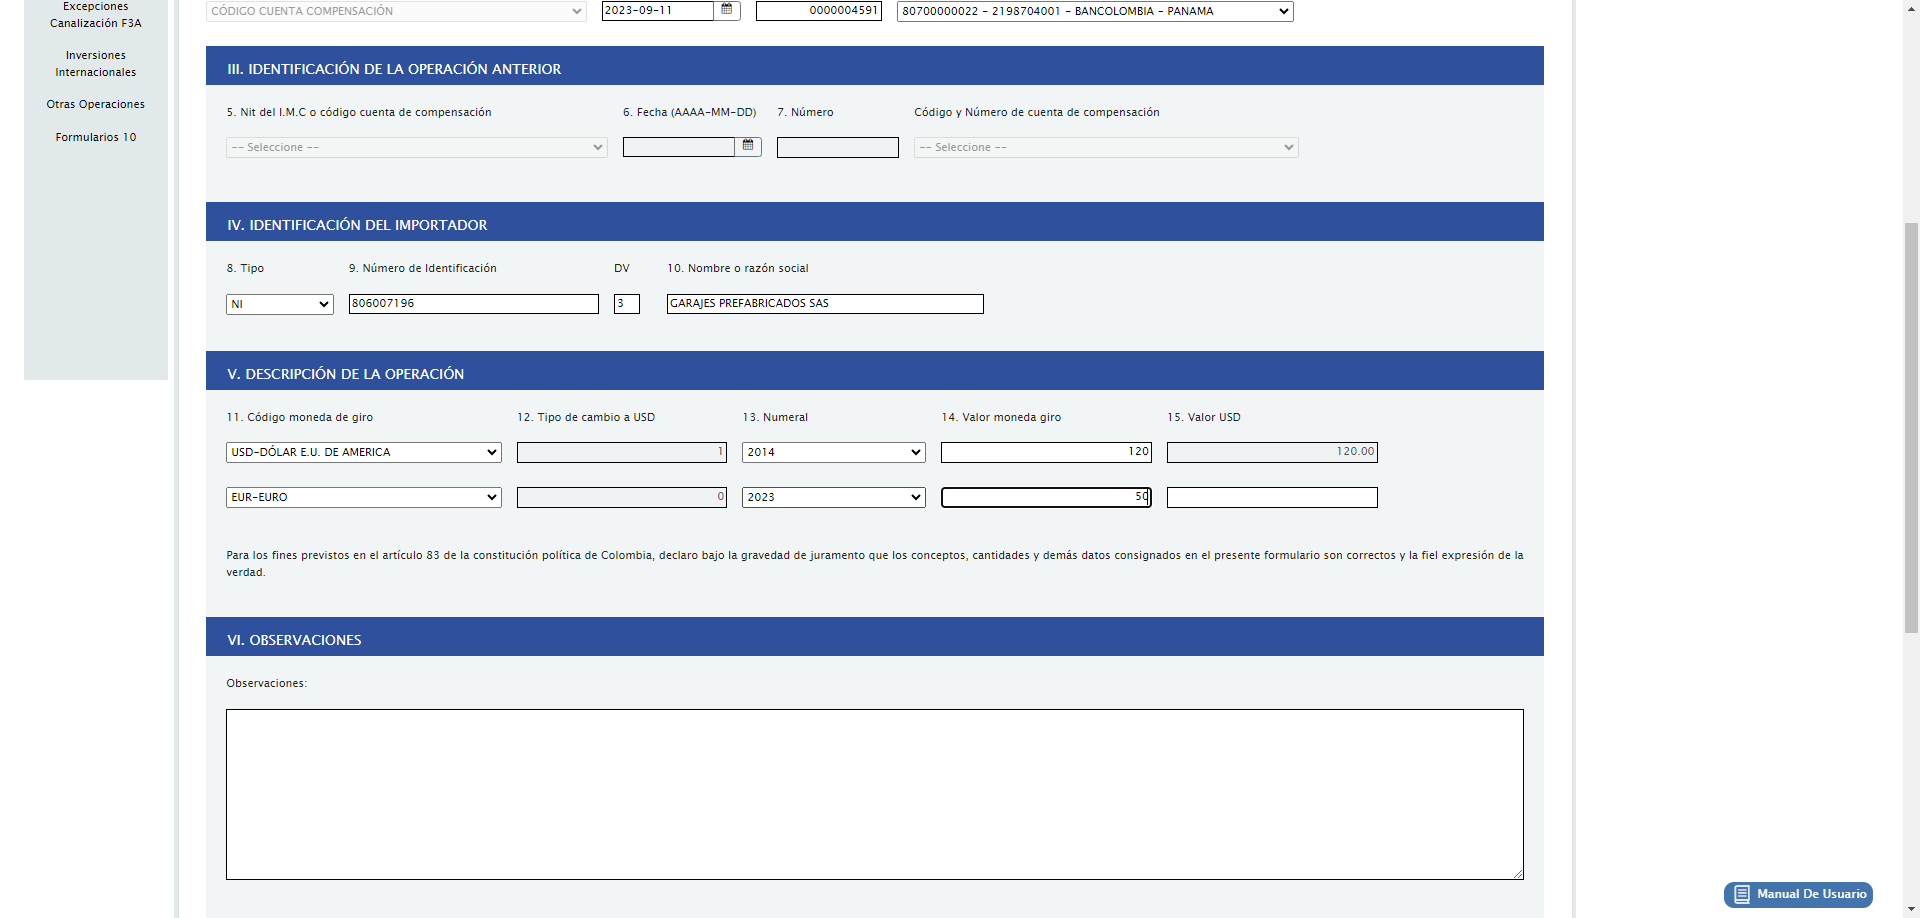 Excepciones
Canalización F3A
Inversiones
Internacionales
Otras Operaciones
Formularios 10
CÓDIGO CUENTA COMPENSACIÓN
2023-09-11
0000004591
80700000022 - 2198704001 - BANCOLOMBIA - PANAMA
III. IDENTIFICACIÓN DE LA OPERACIÓN ANTERIOR
5. Nit del I.M.C o código cuenta de compensación
6. Fecha (AAAA-MM-DD)
7. Número
Código y Número de cuenta de compensación
-- Seleccione --
-- Seleccione --
IV. IDENTIFICACIÓN DEL IMPORTADOR
8. Tipo
9. Número de Identificación
DV
10. Nombre o razón social
NI
806007196
3
GARAJES PREFABRICADOS SAS
V. DESCRIPCIÓN DE LA OPERACIÓN
11. Código moneda de giro
12. Tipo de cambio a USD
13. Numeral
14. Valor moneda giro
15. Valor USD
USD-DÓLAR E.U. DE AMERICA
1
2014
120
120.00
EUR-EURO
0
2023
50
Para los fines previstos en el artículo 83 de la constitución política de Colombia, declaro bajo la gravedad de juramento que los conceptos, cantidades y demás datos consignados en el presente formulario son correctos y la fiel expresión de la
verdad.
VI. OBSERVACIONES
Observaciones:
Manual De Usuario